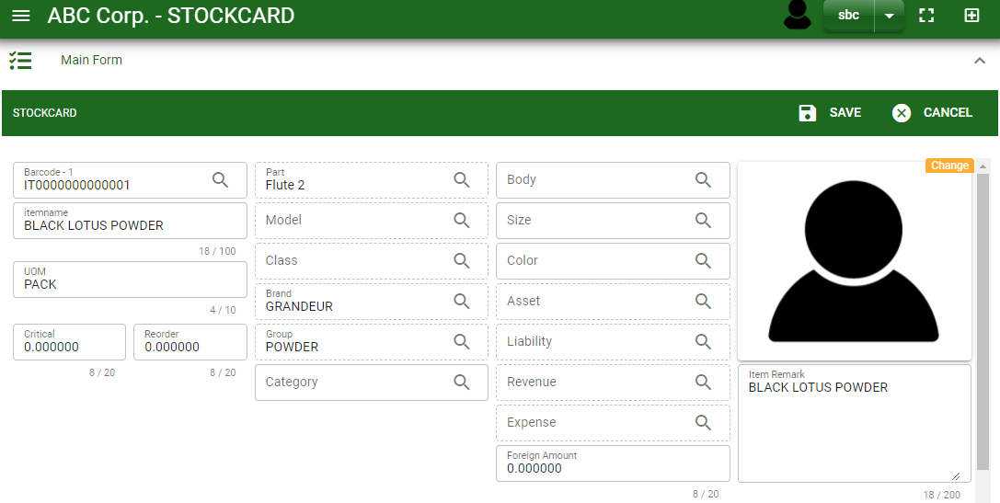 ABC Corp. - STOCKCARD
sbc
Main Form
STOCKCARD
SAVE
CANCEL
Barcode - 1
IT0000000000001
itemname
BLACK LOTUS POWDER
18 / 100
UOM
PACK
4 / 10
Critical
0.000000
8 / 20
Reorder
0.000000
8 / 20
Part
Flute 2
Model
Class
Brand
GRANDEUR
Group
POWDER
Category
Body
Size
Color
Asset
Liability
Revenue
Expense
Foreign Amount
0.000000
8 / 20
Change
Item Remark
BLACK LOTUS POWDER
18 / 200